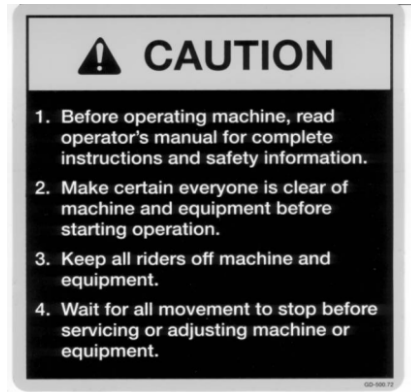 CAUTION
1. Before operating machine, read
operator's manual for complete
instructions and safety information.
2. Make certain everyone is clear of
machine and equipment before
starting operation.
3. Keep all riders off machine and
equipment.
4. Wait for all movement to stop before
servicing or adjusting machine or
equipment.